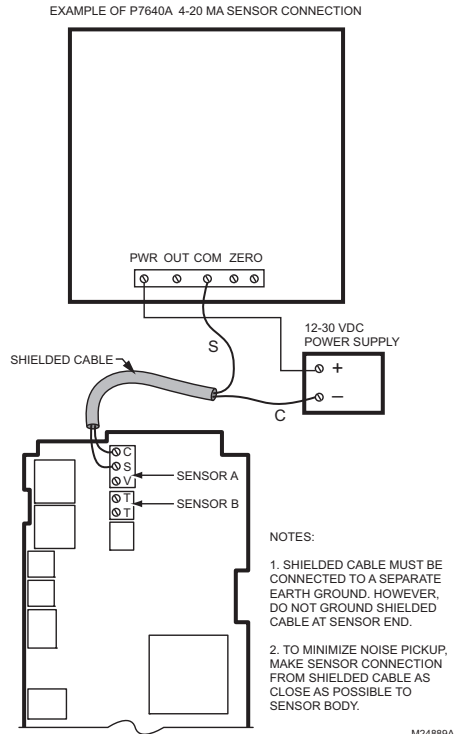 EXAMPLE OF P7640A 4-20 MA SENSOR CONNECTION
PWR OUT COM ZERO
S
12-30 VDC
POWER SUPPLY
+
–
C
SHIELDED CABLE
C
S
V
SENSOR A
T
T
SENSOR B
NOTES:
1. SHIELDED CABLE MUST BE
CONNECTED TO A SEPARATE
EARTH GROUND. HOWEVER,
DO NOT GROUND SHIELDED
CABLE AT SENSOR END.
2. TO MINIMIZE NOISE PICKUP,
MAKE SENSOR CONNECTION
FROM SHIELDED CABLE AS
CLOSE AS POSSIBLE TO
SENSOR BODY.
M24889A